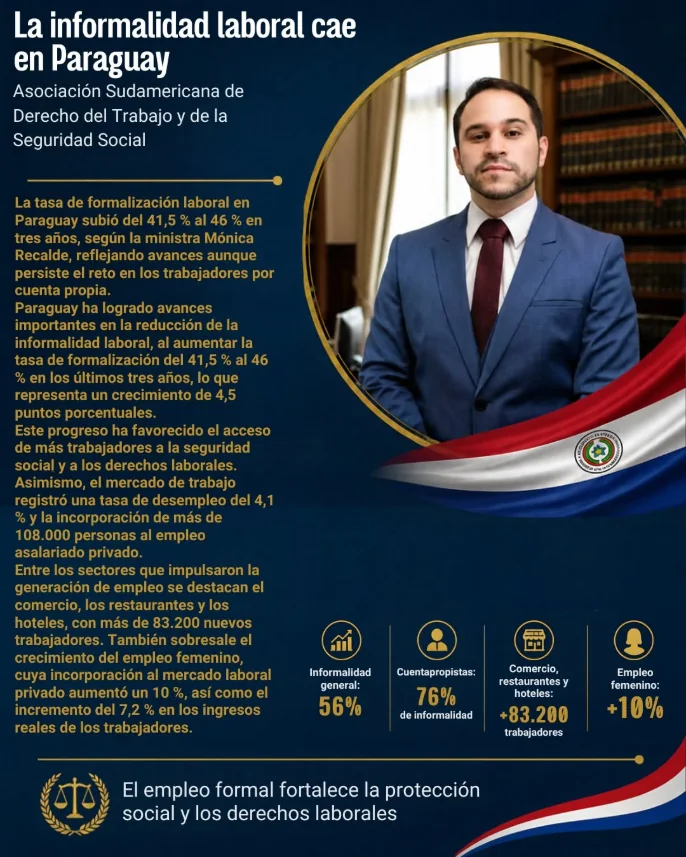 La informalidad laboral cae
en Paraguay
Asociación Sudamericana de
Derecho del Trabajo y de la
Seguridad Social
La tasa de formalización laboral en
Paraguay subió del 41,5 % al 46 % en
tres años, según la ministra Mónica
Recalde, reflejando avances aunque
persiste el reto en los trabajadores por
cuenta propia.
Paraguay ha logrado avances
importantes en la reducción de la
informalidad laboral, al aumentar la
tasa de formalización del 41,5 % al 46
% en los últimos tres años, lo que
representa un crecimiento de 4,5
puntos porcentuales.
Este progreso ha favorecido el acceso
de más trabajadores a la seguridad
social y a los derechos laborales.
Asimismo, el mercado de trabajo
registró una tasa de desempleo del 4,1
% y la incorporación de más de
108.000 personas al empleo
asalariado privado.
Entre los sectores que impulsaron la
generación de empleo se destacan el
comercio, los restaurantes y los
hoteles, con más de 83.200 nuevos
trabajadores. También sobresale el
crecimiento del empleo femenino,
cuya incorporación al mercado laboral
privado aumentó un 10 %, así como el
incremento del 7,2 % en los ingresos
reales de los trabajadores.
Informalidad
general:
56%
Cuentapropistas:
76%
de informalidad
Comercio,
restaurantes y
hoteles:
+83.200
trabajadores
Empleo
femenino:
+10%
El empleo formal fortalece la protección
social y los derechos laborales